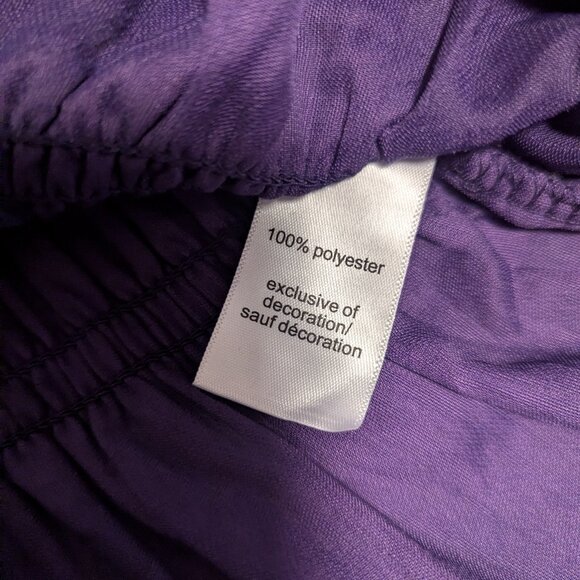 100% polyester
exclusive of
decoration/
sauf décoration